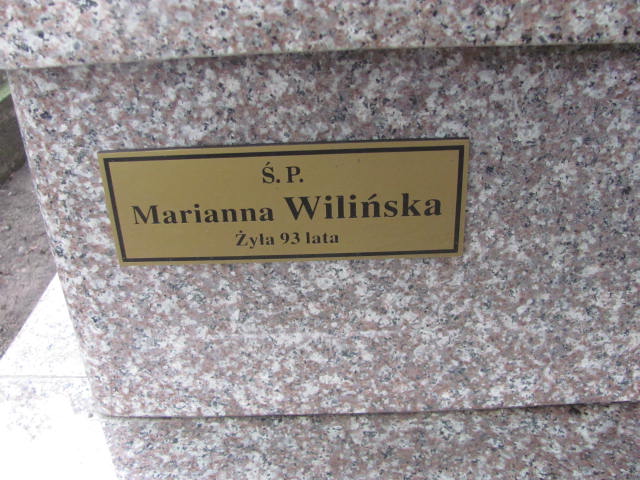 Ś. P.
Marianna Wilińska
Żyła 93 lata